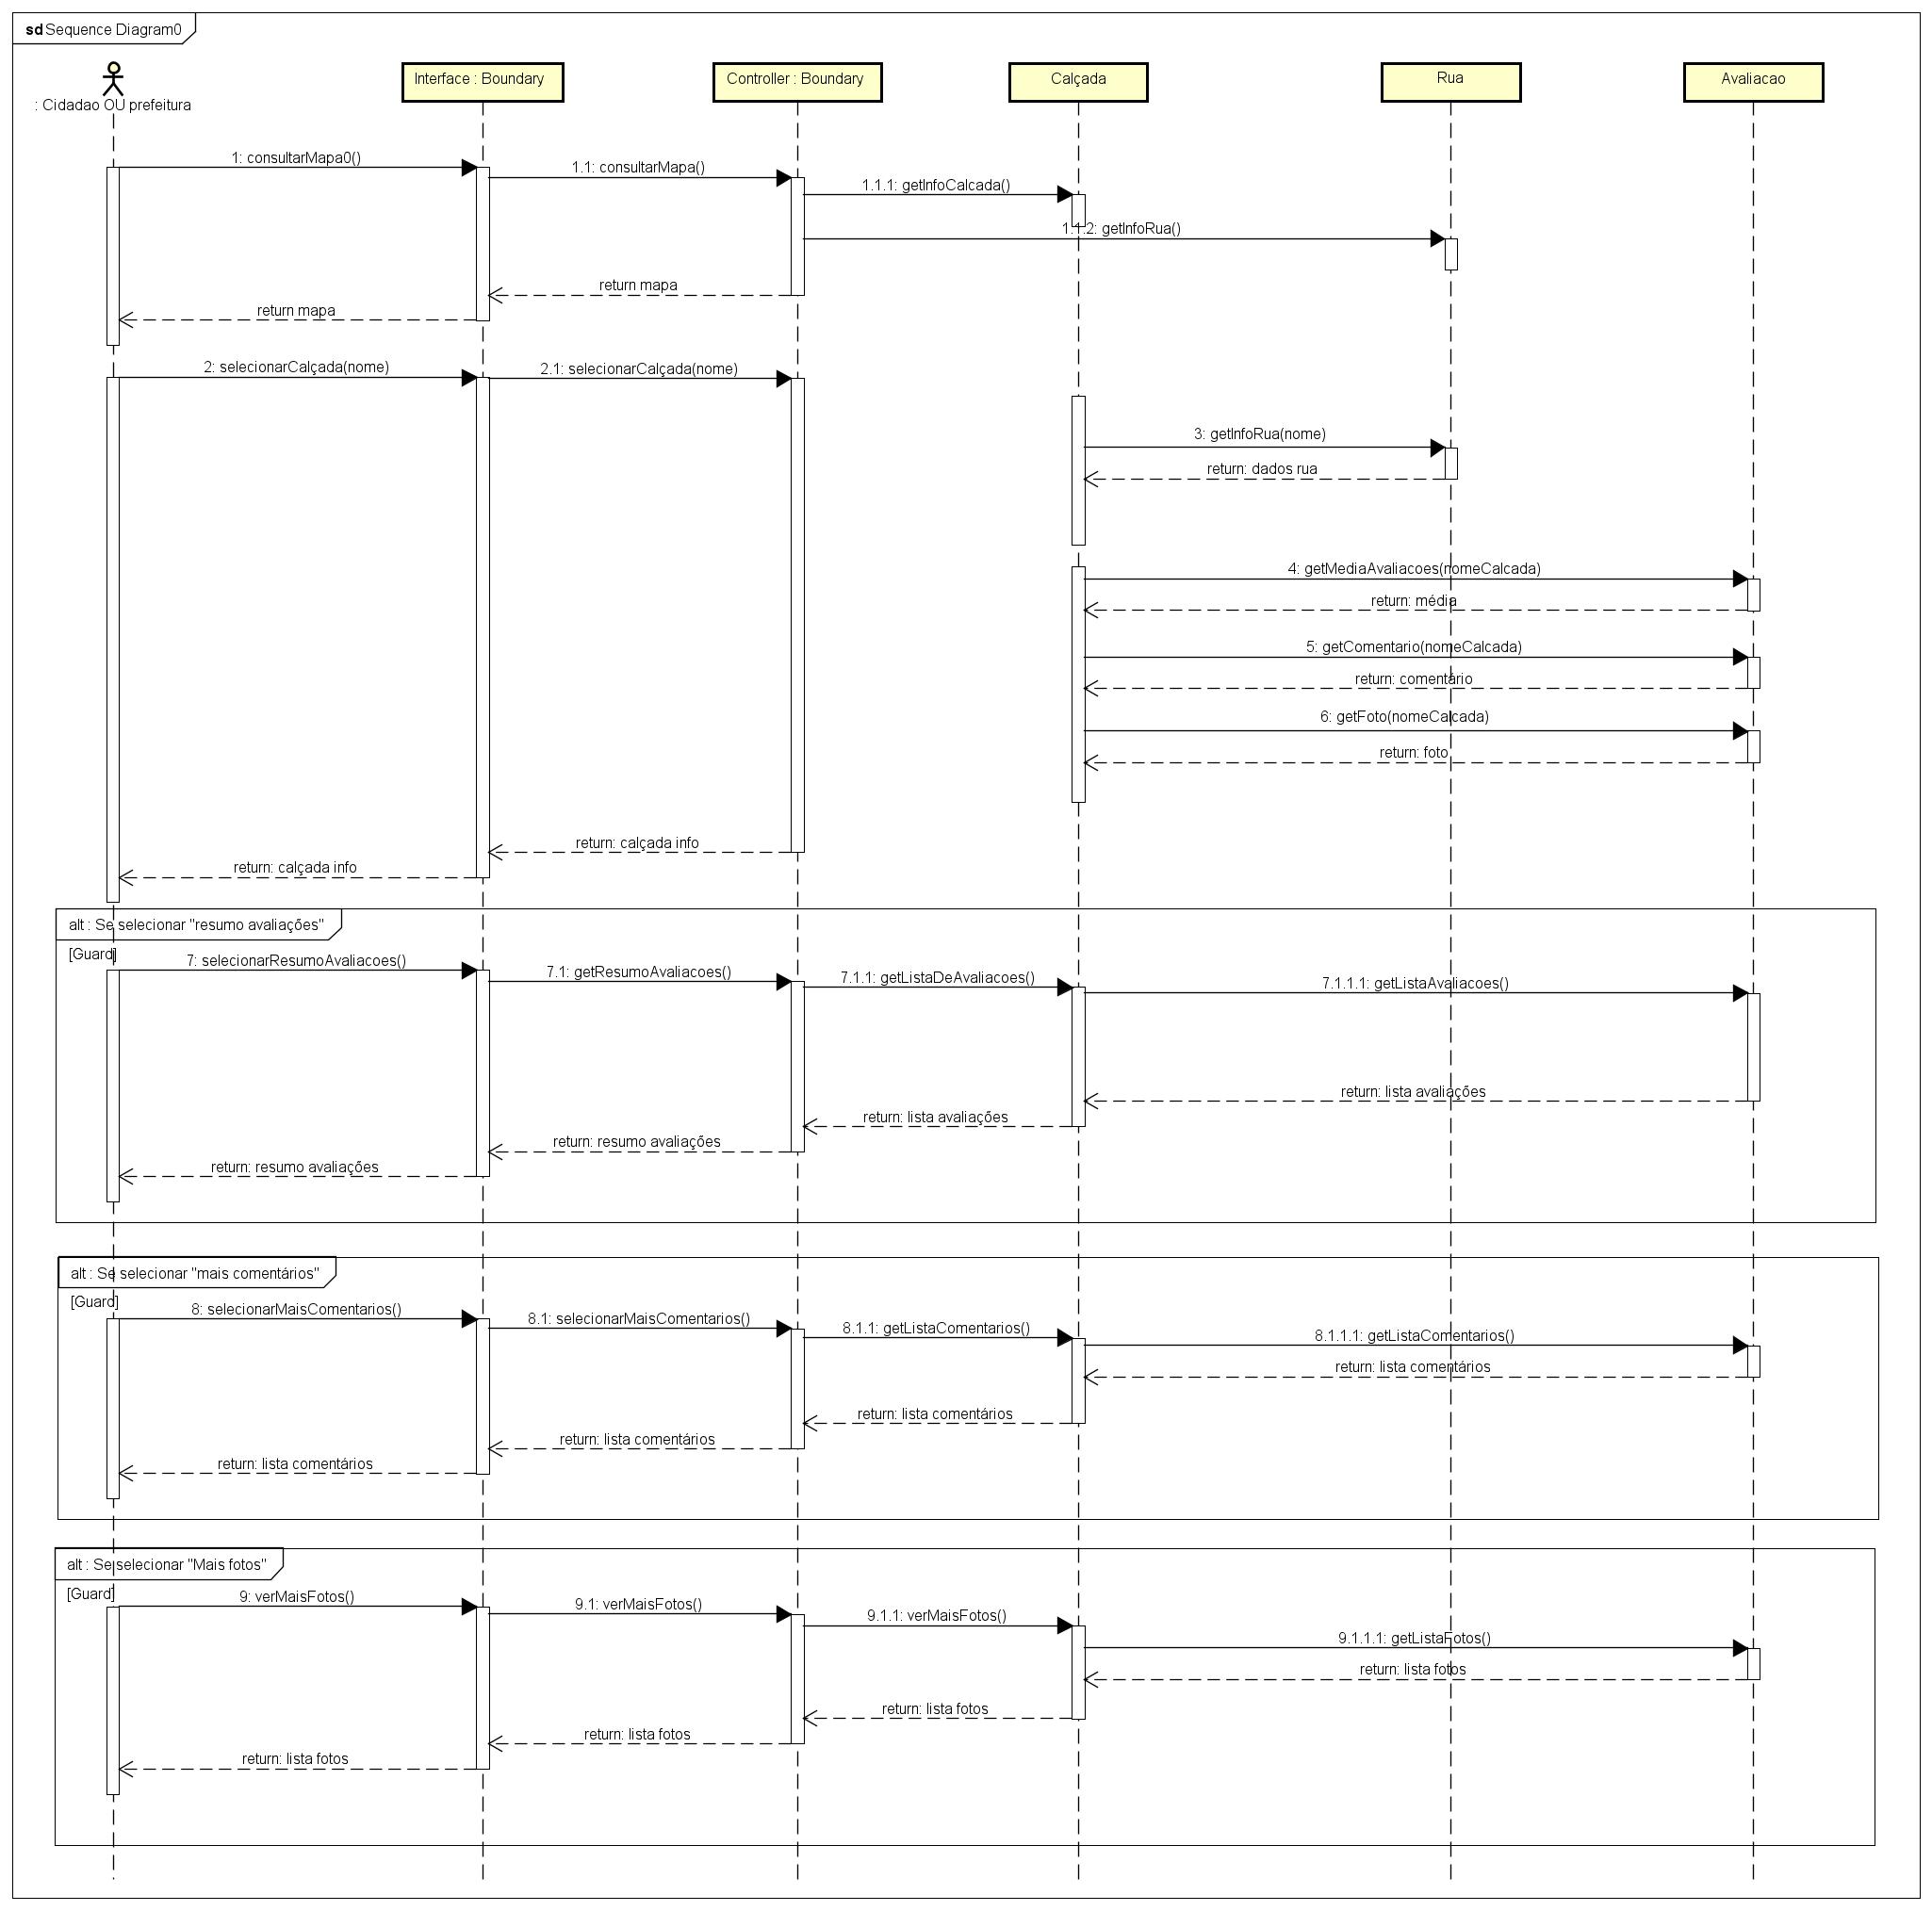 sd Sequence Diagram0
: Cidadao OU prefeitura
Interface : Boundary
Controller : Boundary
Calçada
Rua
Avaliacao
1: consultarMapa0()
1.1: consultarMapa()
1.1.1: getInfoCalcada()
1.1.2: getInfoRua()
return mapa
return mapa
2: selecionarCalçada(nome)
2.1: selecionarCalçada(nome)
3: getInfoRua(nome)
return: dados rua
4: getMediaAvaliacoes(nomeCalcada)
return: média
5: getComentario(nomeCalcada)
return: comentário
6: getFoto(nomeCalcada)
return: foto
return: calçada info
return: calçada info
alt : Se selecionar "resumo avaliações"
[Guard]
7: selecionarResumoAvaliacoes()
7.1: getResumoAvaliacoes()
7.1.1: getListaDeAvaliacoes()
7.1.1.1: getListaAvaliacoes()
return: lista avaliações
return: lista avaliações
return: resumo avaliações
return: resumo avaliações
alt : Se selecionar "mais comentários"
[Guard]
8: selecionarMaisComentarios()
8.1: selecionarMaisComentarios()
8.1.1: getListaComentarios()
8.1.1.1: getListaComentarios()
return: lista comentários
return: lista comentários
return: lista comentários
return: lista comentários
alt : Se selecionar "Mais fotos"
[Guard]
9: verMaisFotos()
9.1: verMaisFotos()
9.1.1: verMaisFotos()
9.1.1.1: getListaFotos()
return: lista fotos
return: lista fotos
return: lista fotos
return: lista fotos